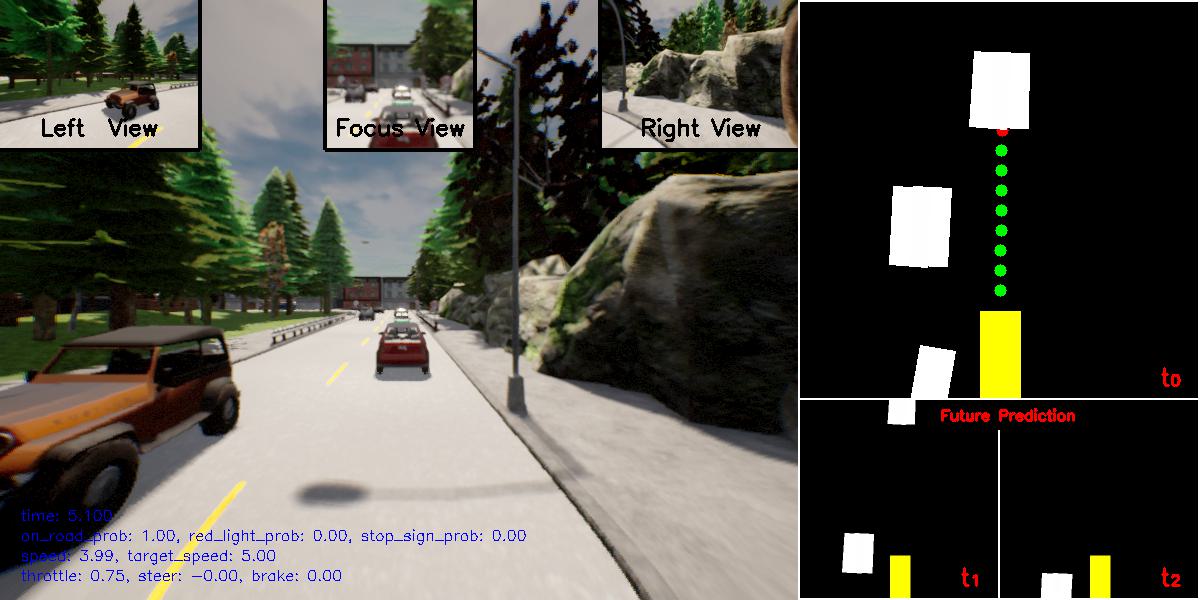 Left View
Focus View
Right View
t0
Future Prediction
time: 5.100
on_road_prob: 1.00, red_light_prob: 0.00, stop_sign_prob: 0.00
speed: 3.99, target_speed: 5.00
throttle: 0.75, steer: −0.00, brake: 0.00
t1
t2